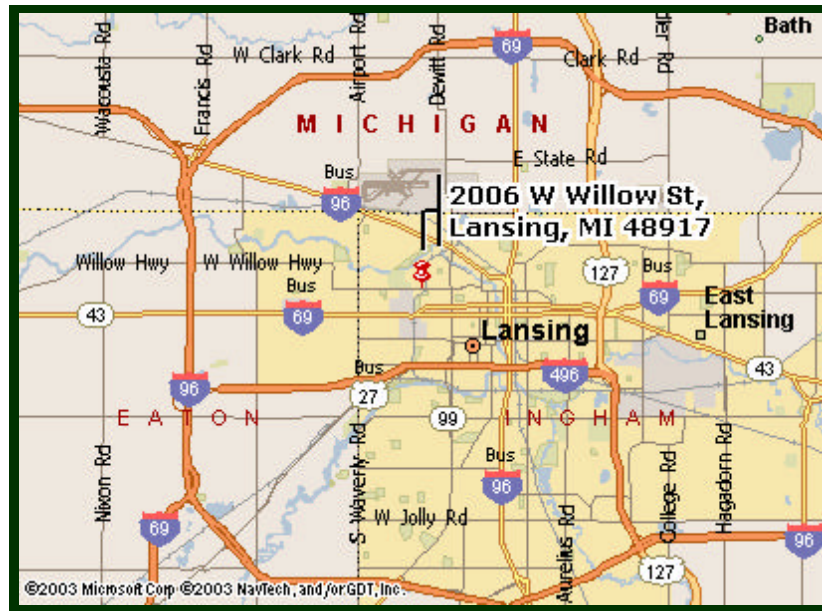 Bath
69
W Clark Rd
Clark Rd
dler Rd
Wacousta Rd
Francis Rd
Airport Rd
Dewitt Rd
MICHIGAN
E State Rd
Bus
96
2006 W Willow St,
Lansing, MI 48917
Willow Hwy
W Willow Hwy
127
Bus
69
East
Lansing
Bus
69
43
Lansing
43
Bus
27
496
96
EATON
99
INGHAM
Bus
96
Nixon Rd
S Waverly Rd
W Jolly Rd
Aurelius Rd
College Rd
Hagadorn Rd
69
96
127
©2003 Microsoft Corp ©2003 NavTech, and/or GDT, Inc.